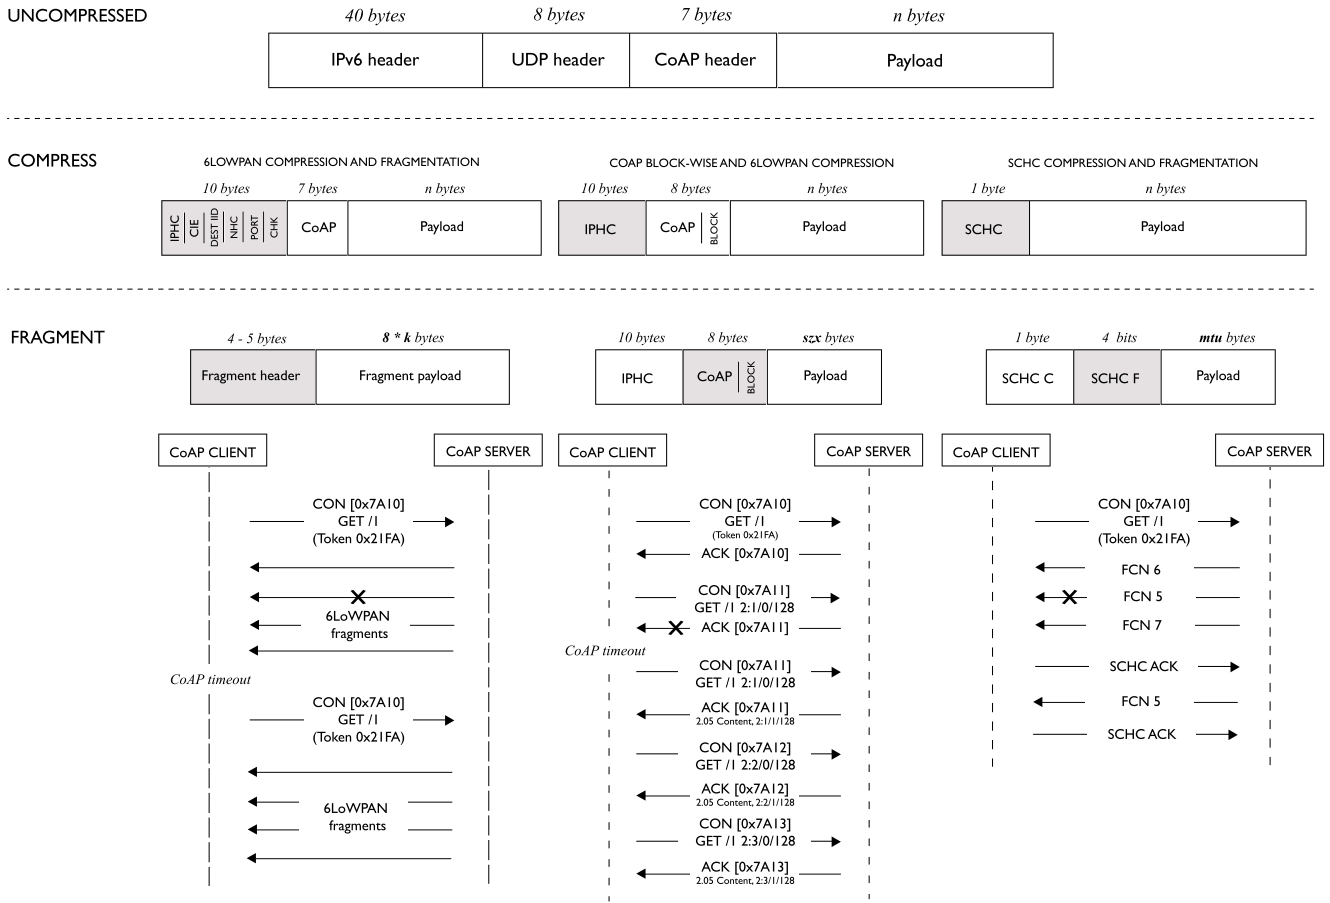 UNCOMPRESSED
40 bytes
8 bytes
7 bytes
n bytes
IPv6 header
UDP header
CoAP header
Payload
COMPRESS
6LOWPAN COMPRESSION AND FRAGMENTATION
10 bytes
7 bytes
n bytes
IPHC
CIE
DEST IID
NHC
PORT
CHK
CoAP
Payload
COAP BLOCK-WISE AND 6LOWPAN COMPRESSION
10 bytes
8 bytes
n bytes
IPHC
CoAP
BLOCK
Payload
SCHC COMPRESSION AND FRAGMENTATION
1 byte
n bytes
SCHC
Payload
FRAGMENT
4 - 5 bytes
8 * k bytes
Fragment header
Fragment payload
CoAP CLIENT
CoAP SERVER
CON [0x7A10]
GET /1
(Token 0x21FA)
6LoWPAN
fragments
CoAP timeout
CON [0x7A10]
GET /1
(Token 0x21FA)
6LoWPAN
fragments
10 bytes
8 bytes
szx bytes
IPHC
CoAP
BLOCK
Payload
CoAP CLIENT
CoAP SERVER
CON [0x7A10]
GET /1
(Token 0x21FA)
ACK [0x7A10]
CON [0x7A11]
GET /1 2:1/0/128
ACK [0x7A11]
CoAP timeout
CON [0x7A11]
GET /1 2:1/0/128
ACK [0x7A11]
2.05 Content, 2:1/1/128
CON [0x7A12]
GET /1 2:2/0/128
ACK [0x7A12]
2.05 Content, 2:2/1/128
CON [0x7A13]
GET /1 2:3/0/128
ACK [0x7A13]
2.05 Content, 2:3/1/128
1 byte
4 bits
mtu bytes
SCHC C
SCHC F
Payload
CoAP CLIENT
CoAP SERVER
CON [0x7A10]
GET /1
(Token 0x21FA)
FCN 6
FCN 5
FCN 7
SCHC ACK
FCN 5
SCHC ACK